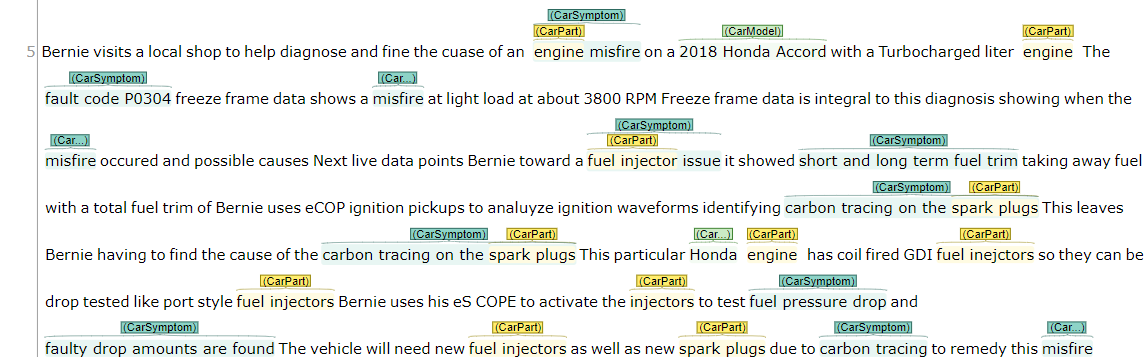 (CarSymptom)
(CarPart) (CarModel) (CarPart)
5 Bernie visits a local shop to help diagnose and fine the cuase of an engine misfire on a 2018 Honda Accord with a Turbocharged liter engine The
(CarSymptom) (Car...)
fault code P0304 freeze frame data shows a misfire at light load at about 3800 RPM Freeze frame data is integral to this diagnosis showing when the
(CarSymptom)
(Car...) (CarPart) (CarSymptom)
misfire occured and possible causes Next live data points Bernie toward a fuel injector issue it showed short and long term fuel trim taking away fuel
(CarSymptom) (CarPart)
with a total fuel trim of Bernie uses eCOP ignition pickups to analuyze ignition waveforms identifying carbon tracing on the spark plugs This leaves
(CarSymptom) (CarPart) (Car...) (CarPart) (CarPart)
Bernie having to find the cause of the carbon tracing on the spark plugs This particular Honda engine has coil fired GDI fuel inejctors so they can be
(CarPart) (CarPart) (CarSymptom)
drop tested like port style fuel injectors Bernie uses his eS COPE to activate the injectors to test fuel pressure drop and
(CarSymptom) (CarPart) (CarPart) (CarSymptom) (Car...)
faulty drop amounts are found The vehicle will need new fuel injectors as well as new spark plugs due to carbon tracing to remedy this misfire